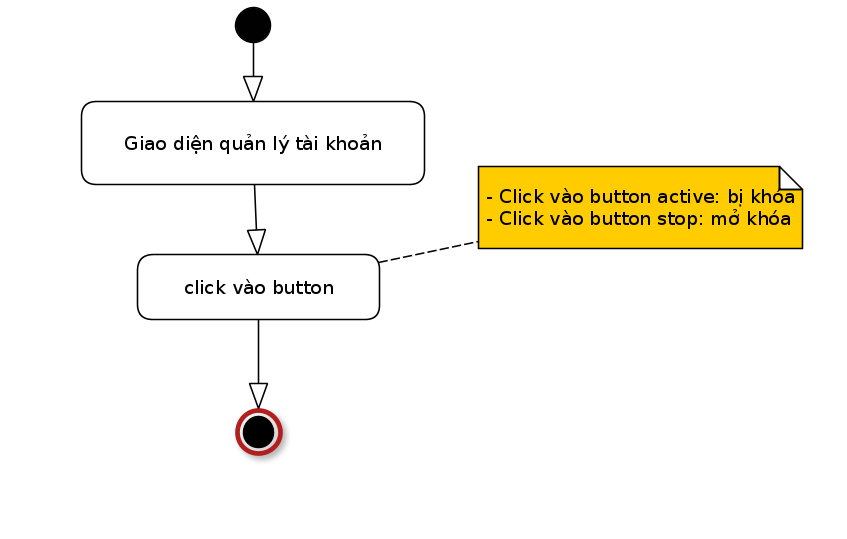 Giao diện quản lý tài khoản
- Click vào button active: bị khóa
- Click vào button stop: mở khóa
click vào button